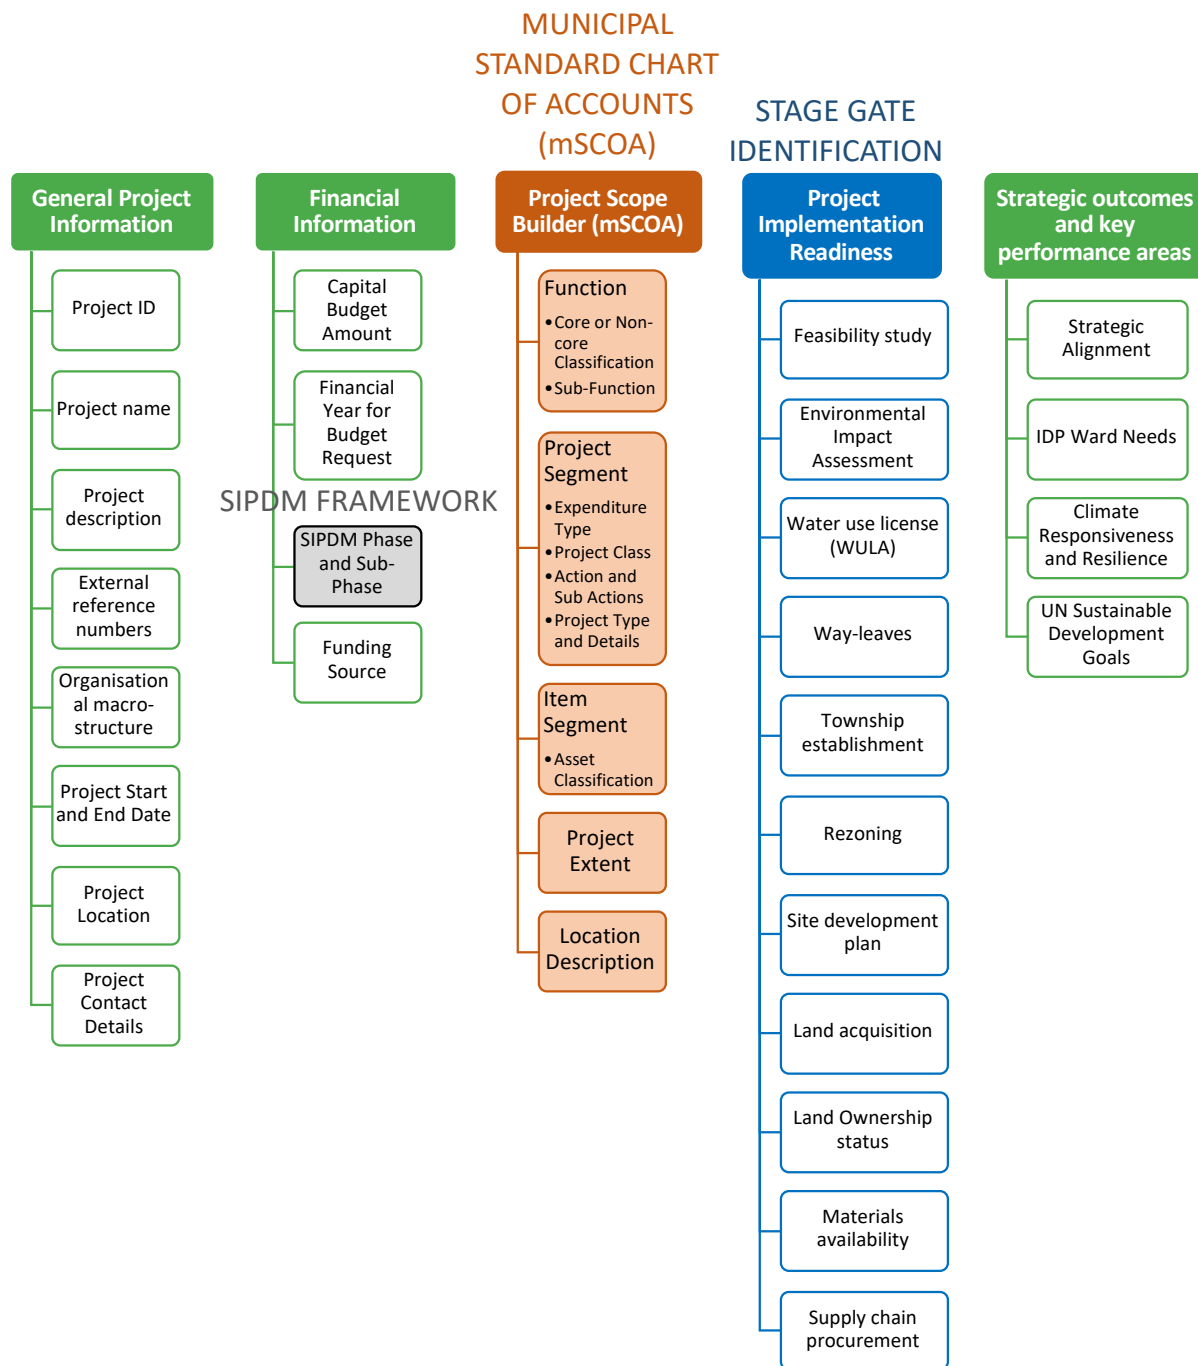 MUNICIPAL
STANDARD CHART
OF ACCOUNTS
(mSCOA)
STAGE GATE
IDENTIFICATION
General Project
Information
Project ID
Project name
Project
description
External
reference
numbers
Organisation
al macro-
structure
Project Start
and End Date
Project
Location
Project
Contact
Details
Financial
Information
Capital
Budget
Amount
Financial
Year for
Budget
Request
SIPDM FRAMEWORK
SIPDM Phase
and Sub-
Phase
Funding
Source
Project Scope
Builder (mSCOA)
Function
•Core or Non-
core
Classification
•Sub-Function
Project
Segment
•Expenditure
Type
•Project Class
•Action and
Sub Actions
•Project Type
and Details
Item
Segment
•Asset
Classification
Project
Extent
Location
Description
Project
Implementation
Readiness
Feasibility study
Environmental
Impact
Assessment
Water use license
(WULA)
Way-leaves
Township
establishment
Rezoning
Site development
plan
Land acquisition
Land Ownership
status
Materials
availability
Supply chain
procurement
Strategic outcomes
and key
performance areas
Strategic
Alignment
IDP Ward Needs
Climate
Responsiveness
and Resilience
UN Sustainable
Development
Goals